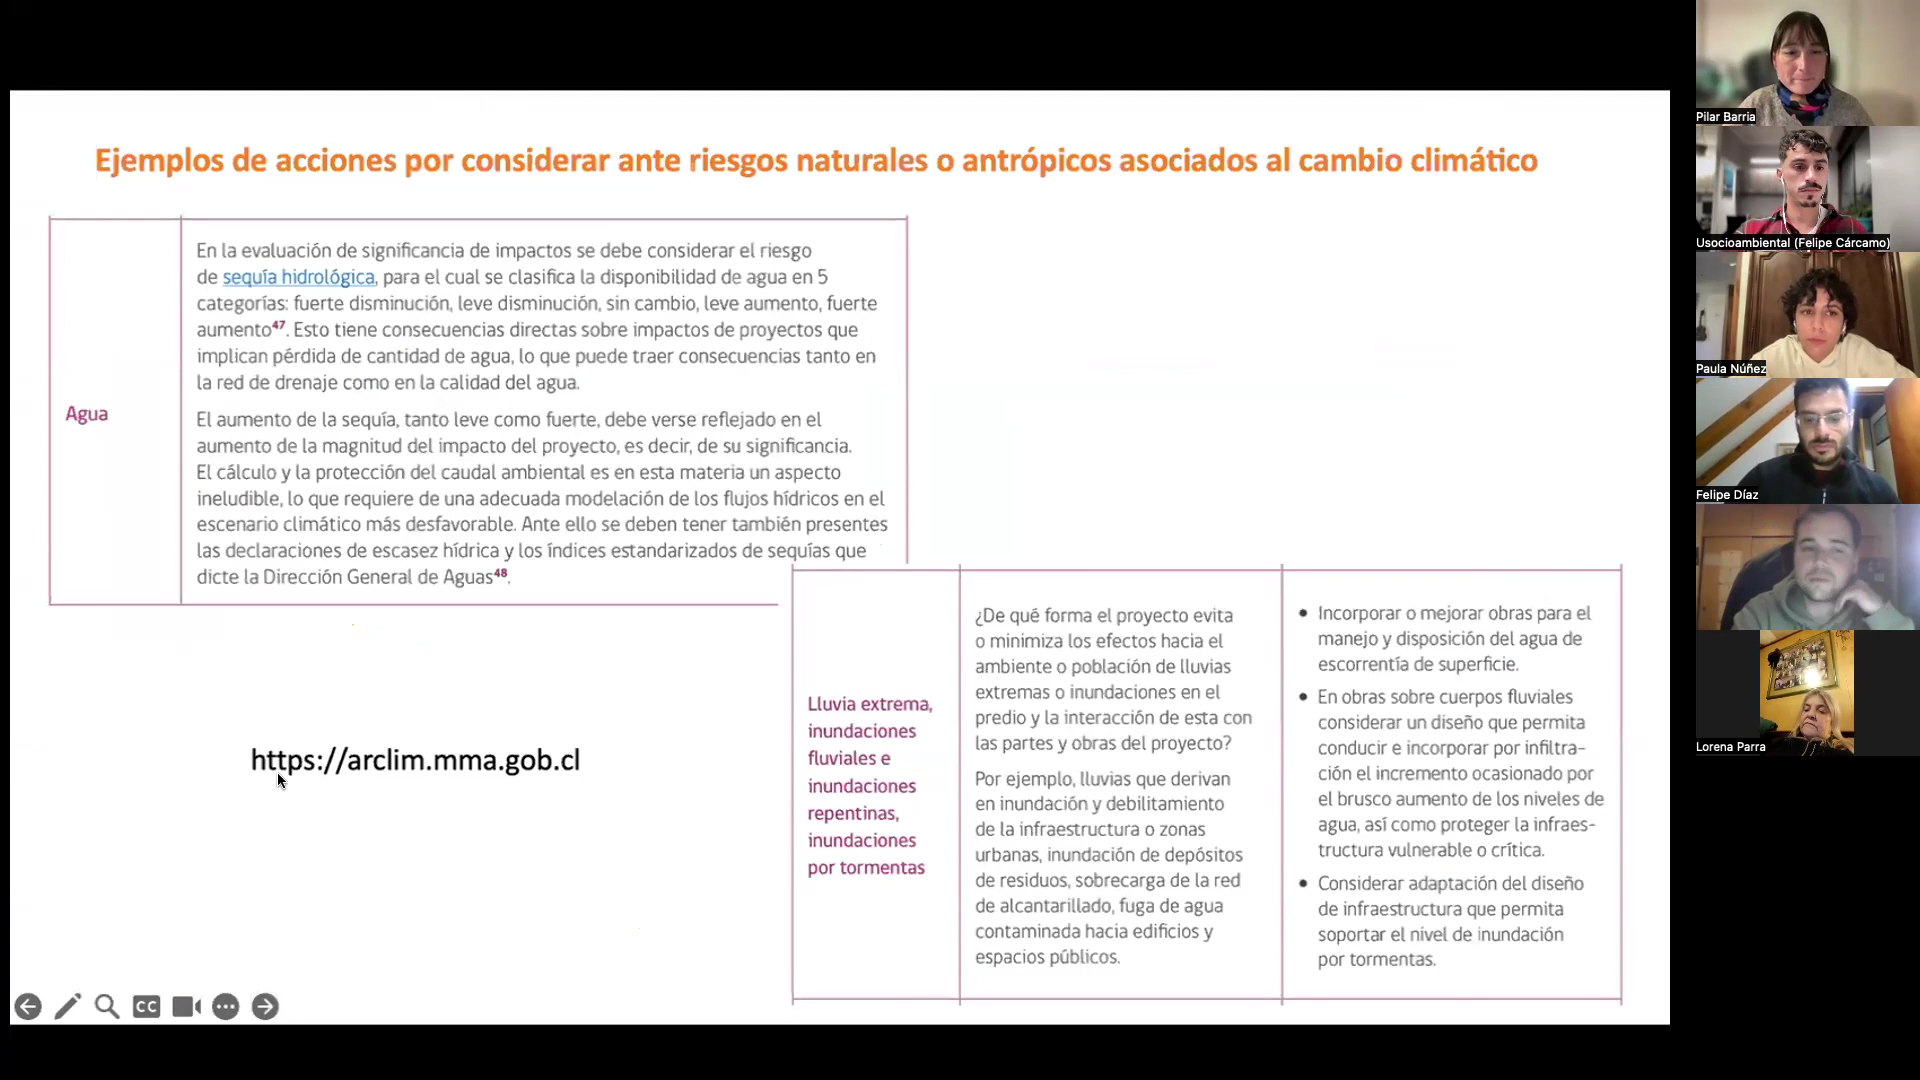 Ejemplos de acciones por considerar ante riesgos naturales o antrópicos asociados al cambio climático
Agua
En la evaluación de significancia de impactos se debe considerar el riesgo
de sequía hidrológica, para el cual se clasifica la disponibilidad de agua en 5
categorías: fuerte disminución, leve disminución, sin cambio, leve aumento, fuerte
aumento47. Esto tiene consecuencias directas sobre impactos de proyectos que
implican pérdida de cantidad de agua, lo que puede traer consecuencias tanto en
la red de drenaje como en la calidad del agua.
El aumento de la sequía, tanto leve como fuerte, debe verse reflejado en el
aumento de la magnitud del impacto del proyecto, es decir, de su significancia.
El cálculo y la protección del caudal ambiental es en esta materia un aspecto
ineludible, lo que requiere de una adecuada modelación de los flujos hídricos en el
escenario climático más desfavorable. Ante ello se deben tener también presentes
las declaraciones de escasez hídrica y los índices estandarizados de sequías que
dicte la Dirección General de Aguas48.
https://arclim.mma.gob.cl
Lluvia extrema,
inundaciones
fluviales e
inundaciones
repentinas,
inundaciones
por tormentas
¿De qué forma el proyecto evita
o minimiza los efectos hacia el
ambiente o población de lluvias
extremas o inundaciones en el
predio y la interacción de esta con
las partes y obras del proyecto?
Por ejemplo, lluvias que derivan
en inundación y debilitamiento
de la infraestructura o zonas
urbanas, inundación de depósitos
de residuos, sobrecarga de la red
de alcantarillado, fuga de agua
contaminada hacia edificios y
espacios públicos.
• Incorporar o mejorar obras para el
manejo y disposición del agua de
escorrentía de superficie.
• En obras sobre cuerpos fluviales
considerar un diseño que permita
conducir e incorporar por infiltra-
ción el incremento ocasionado por
el brusco aumento de los niveles de
agua, así como proteger la infraes-
tructura vulnerable o crítica.
• Considerar adaptación del diseño
de infraestructura que permita
soportar el nivel de inundación
por tormentas.
CC
Pilar Barria
Usocioambiental (Felipe Cárcamo)
Paula Núñez
Felipe Díaz
Lorena Parra